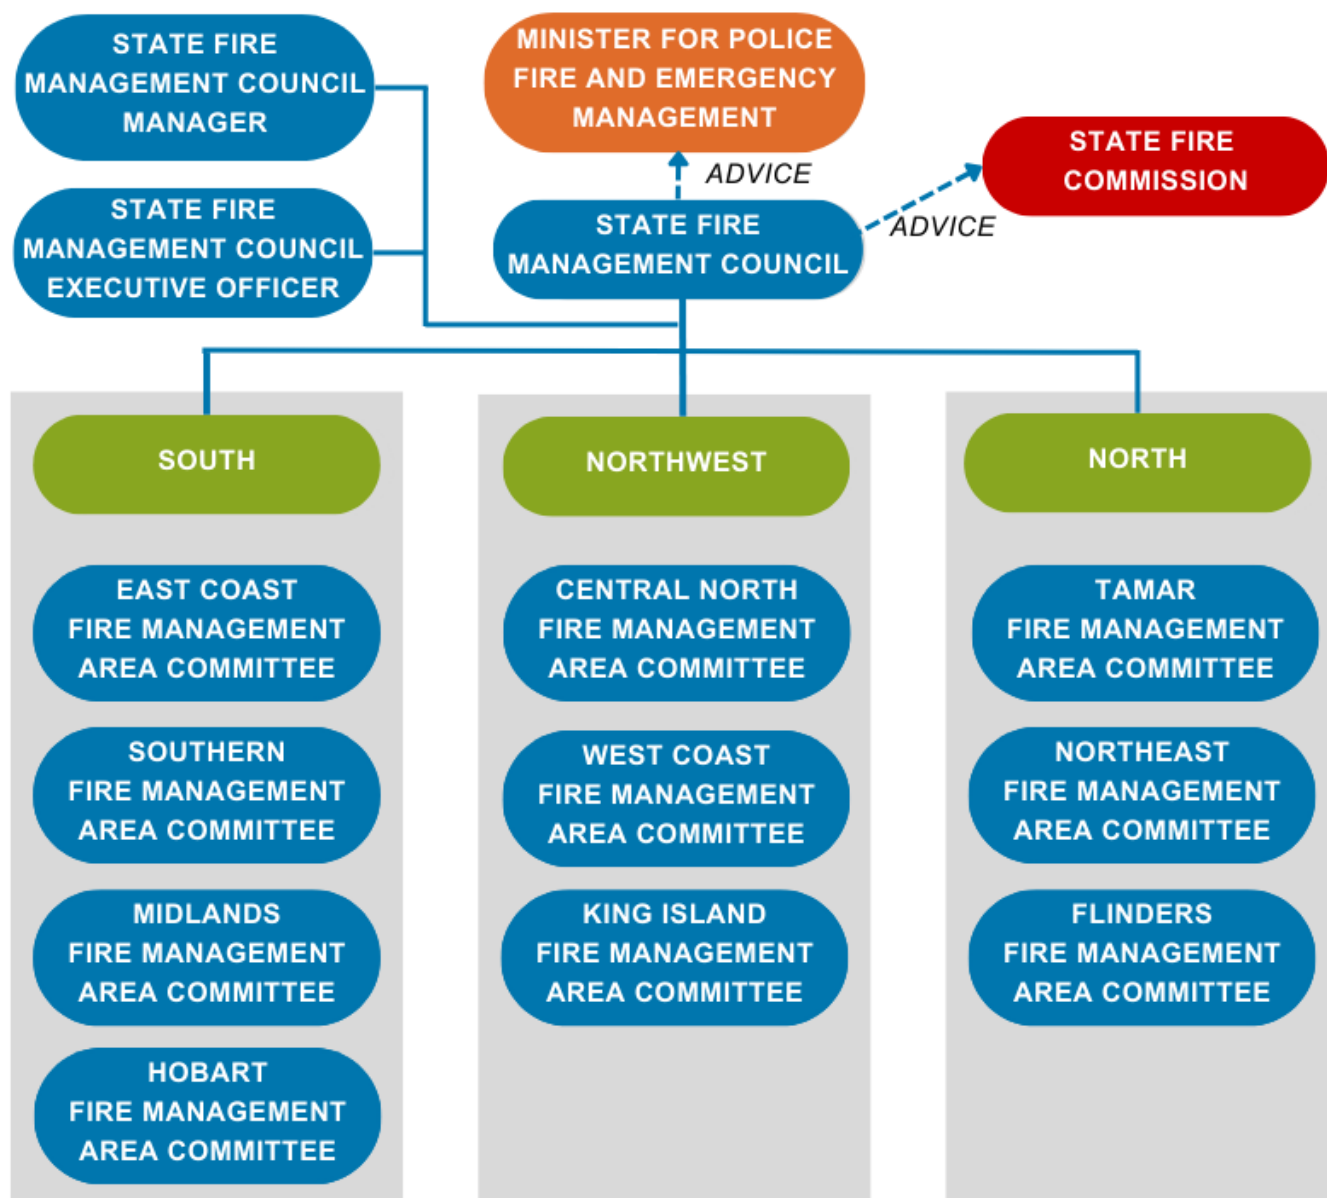 STATE FIRE
MANAGEMENT COUNCIL
MANAGER
STATE FIRE
MANAGEMENT COUNCIL
EXECUTIVE OFFICER
MINISTER FOR POLICE
FIRE AND EMERGENCY
MANAGEMENT
ADVICE
STATE FIRE
MANAGEMENT COUNCIL
ADVICE
STATE FIRE
COMMISSION
SOUTH
EAST COAST
FIRE MANAGEMENT
AREA COMMITTEE
SOUTHERN
FIRE MANAGEMENT
AREA COMMITTEE
MIDLANDS
FIRE MANAGEMENT
AREA COMMITTEE
HOBART
FIRE MANAGEMENT
AREA COMMITTEE
NORTHWEST
CENTRAL NORTH
FIRE MANAGEMENT
AREA COMMITTEE
WEST COAST
FIRE MANAGEMENT
AREA COMMITTEE
KING ISLAND
FIRE MANAGEMENT
AREA COMMITTEE
NORTH
TAMAR
FIRE MANAGEMENT
AREA COMMITTEE
NORTHEAST
FIRE MANAGEMENT
AREA COMMITTEE
FLINDERS
FIRE MANAGEMENT
AREA COMMITTEE